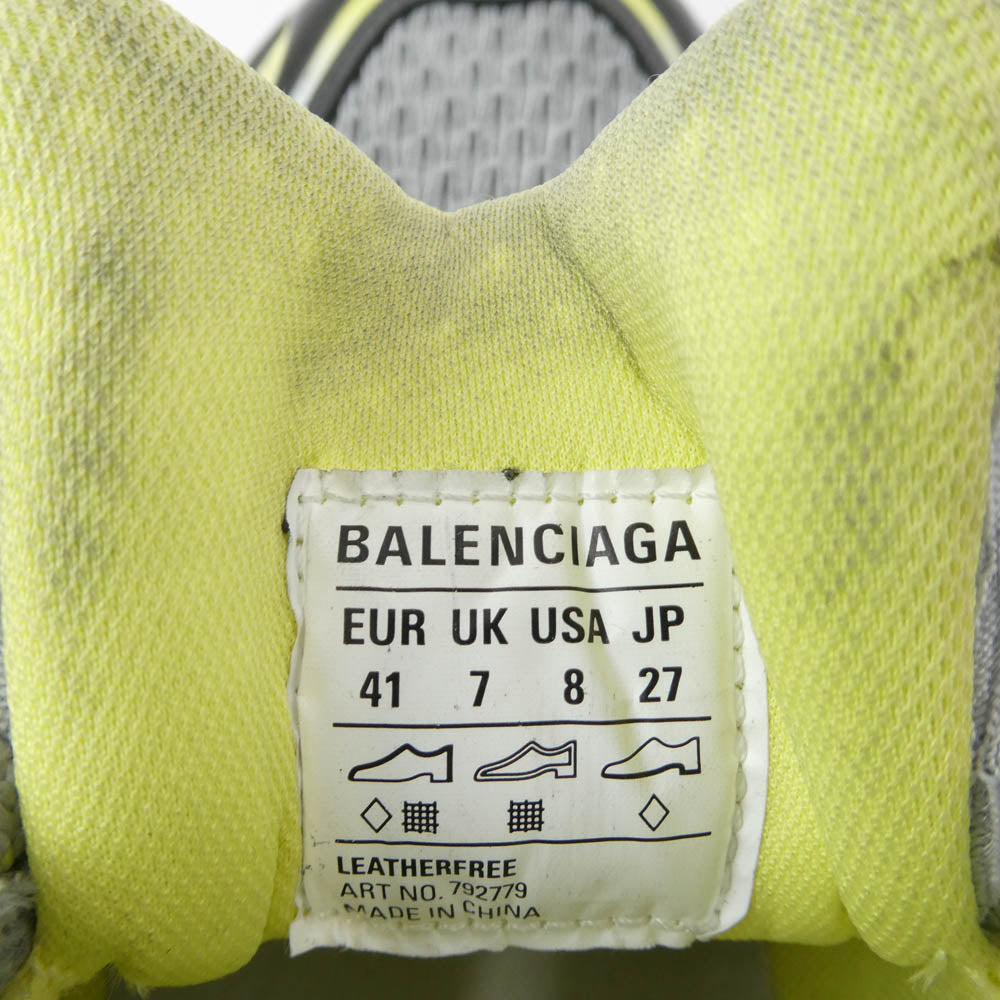 BALENCIAGA
EUR UK USA JP
41 7 8 27
LEATHERFREE
ART NO. 792779
MADE IN CHINA